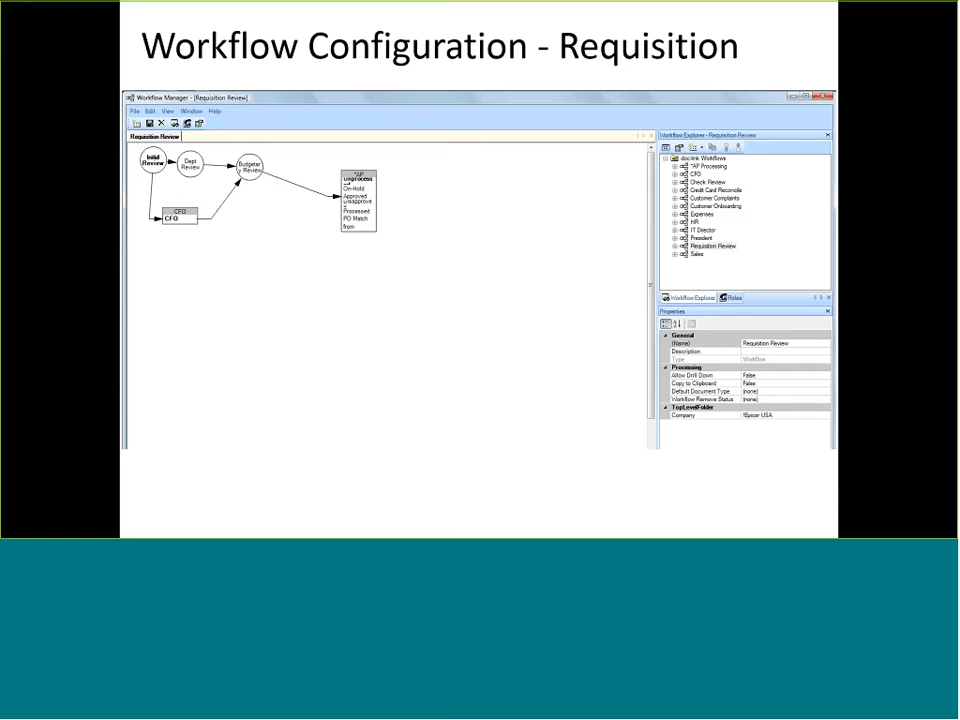 Workflow Configuration - Requisition
Workflow Manager - [Requisition Review]
File Edit View Window Help
Requisition Review
Initial
Review
Dept
Review
Budgetar
y Review
CFO
CFO
"AP
Unprocess
On-Hold
Approved
Disapprove
d
Processed
PO Match
from
Workflow Explorer - Requisition Review
doc-link Workflows
"AP Processing
CFO
Check Review
Credit Card Reconcile
Customer Complaints
Customer Onboarding
Expenses
HR
IT Director
President
Requisition Review
Sales
Workflow Explorer Roles
Properties
General
(Name) Requistion Review
Description
Type Workflow
Processing
Allow Drill Down False
Copy to Clipboard False
Default Document Type (none)
Workflow Remove Status (none)
TopLevelFolder
Company \Epicor USA